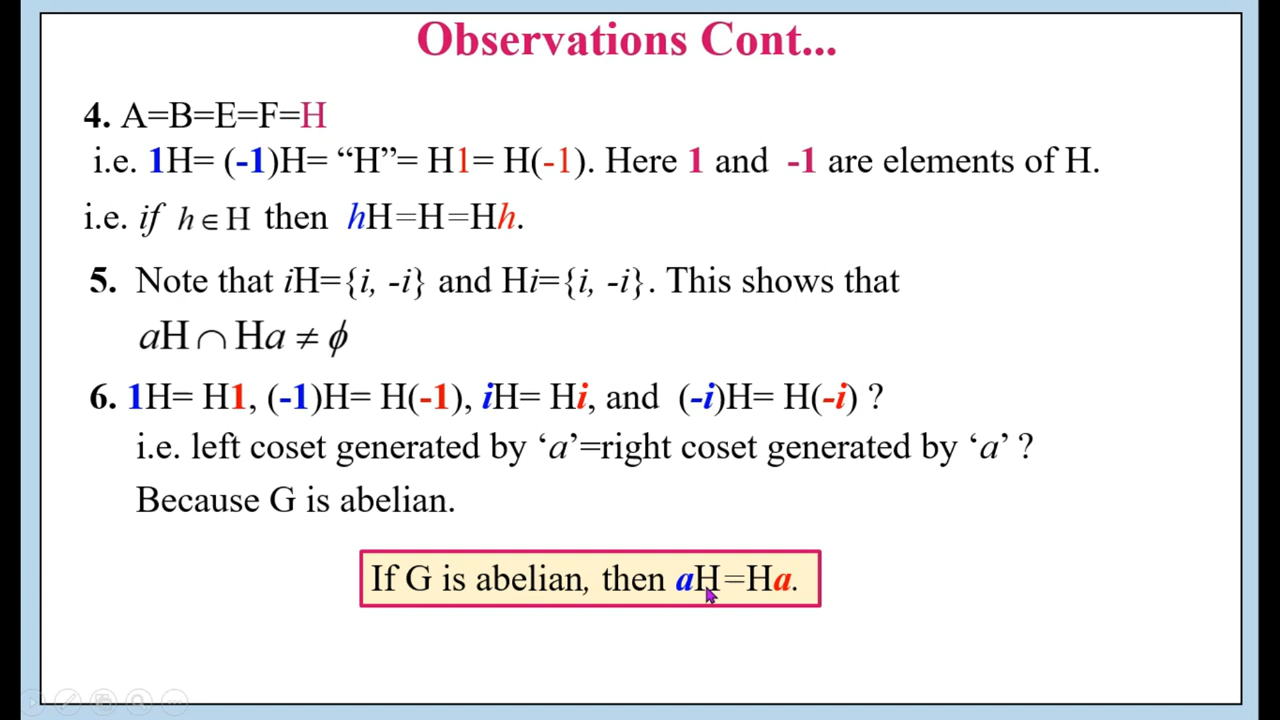 Observations Cont...
4. A=B=E=F=H
i.e. 1H= (-1)H= “H”= H1= H(-1). Here 1 and -1 are elements of H.
i.e. if h∈H then hH=H=Hh.
5. Note that iH={i, -i} and Hi={i, -i}. This shows that
aH∩Ha≠ϕ
6. 1H= H1, (-1)H= H(-1), iH= Hi, and (-i)H= H(-i) ?
i.e. left coset generated by ‘a’=right coset generated by ‘a’ ?
Because G is abelian.
If G is abelian, then aH=Ha.